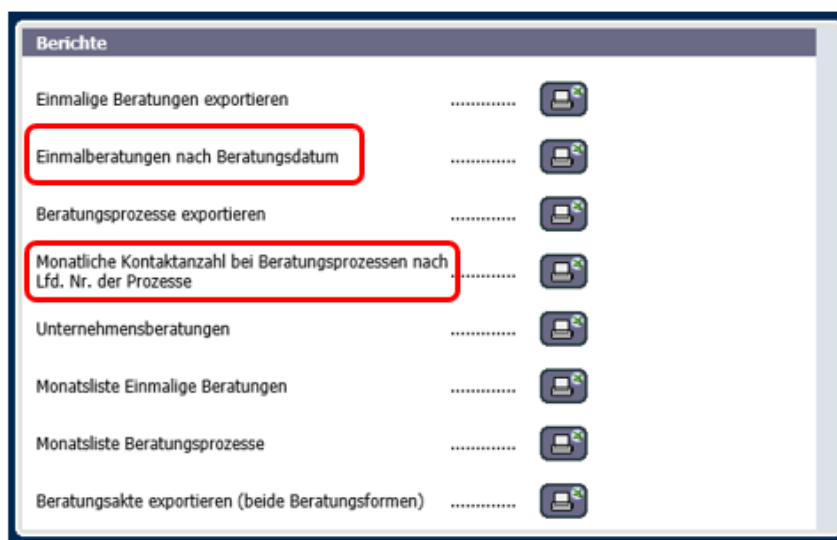 Berichte
Einmalige Beratungen exportieren .............
Einmalberatungen nach Beratungsdatum .............
Beratungsprozesse exportieren .............
Monatliche Kontaktanzahl bei Beratungsprozessen nach
Lfd. Nr. der Prozesse .............
Unternehmensberatungen .............
Monatsliste Einmalige Beratungen .............
Monatsliste Beratungsprozesse .............
Beratungsakte exportieren (beide Beratungsformen) .............